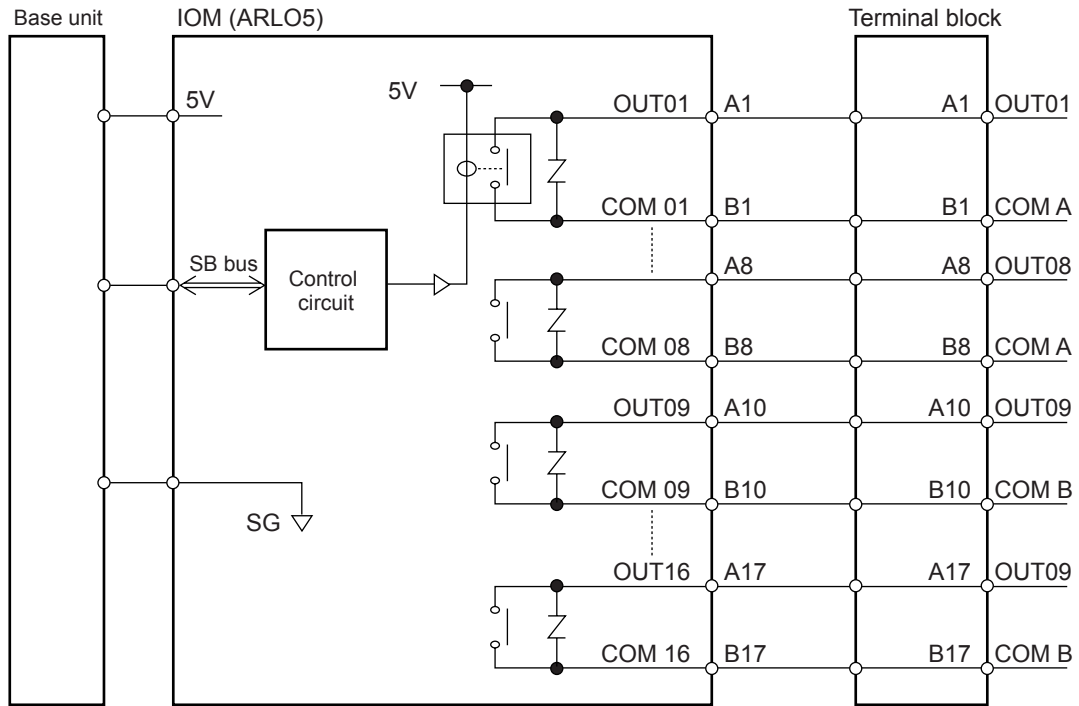 Base unit IOM (ARLO5) Terminal block
5V 5V OUT01 A1 A1 OUT01
COM 01 B1 B1 COM A
SB bus A8 A8 OUT08
Control
circuit
COM 08 B8 B8 COM A
OUT09 A10 A10 OUT09
COM 09 B10 B10 COM B
SG
OUT16 A17 A17 OUT09
COM 16 B17 B17 COM B